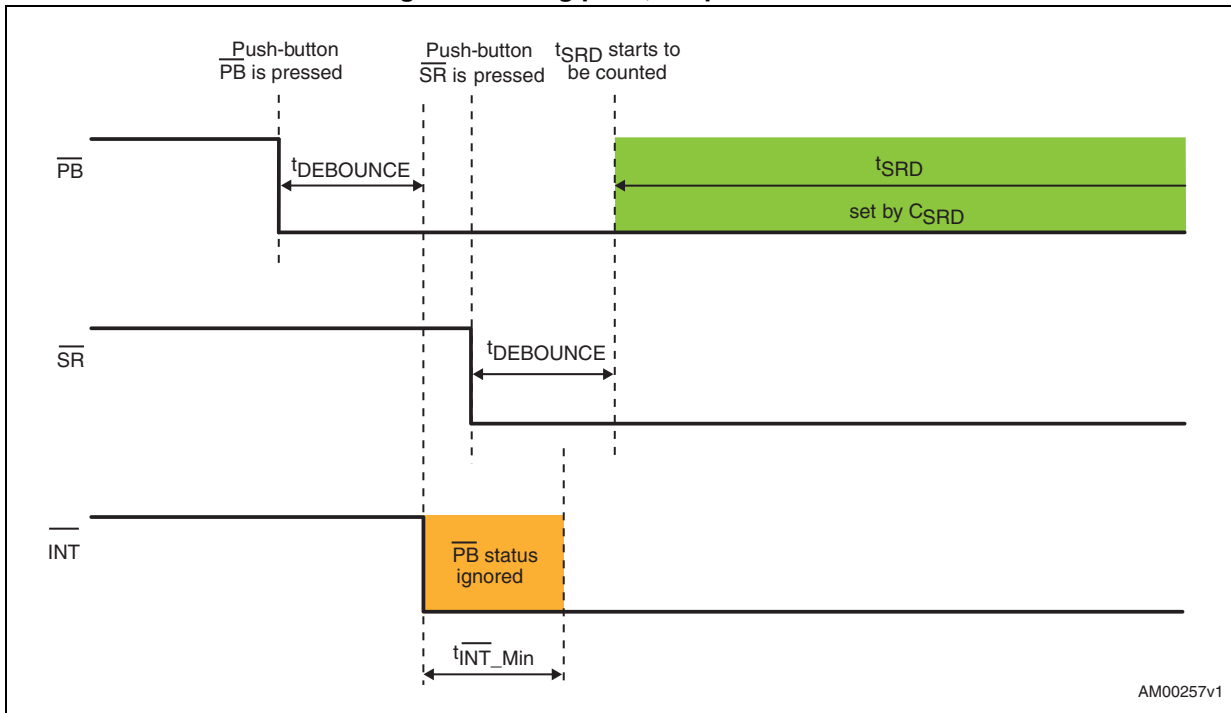 Push-button
PB is pressed
Push-button
SR is pressed
tSRD starts to
be counted
PB
tDEBOUNCE
tSRD
set by CSRD
SR
tDEBOUNCE
INT
PB status
ignored
tINT_Min
AM00257v1